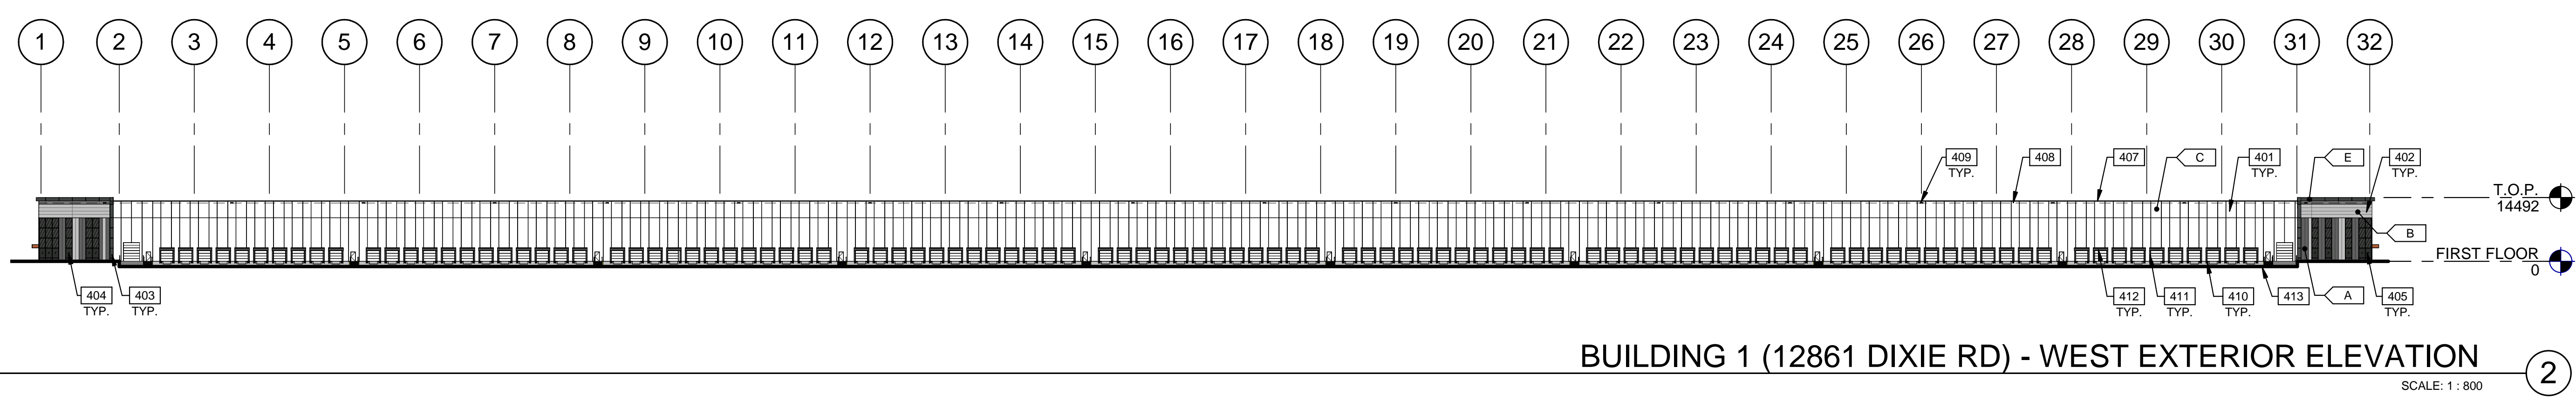 1 2 3 4 5 6 7 8 9 10 11 12 13 14 15 16 17 18 19 20 21 22 23 24 25 26 27 28 29 30 31 32
409 408 407 C 401 E 402
TYP. TYP. TYP.
T.O.P.
14492
B
FIRST FLOOR
0
404 403 412 411 410 413 A 405
TYP. TYP. TYP. TYP. TYP. TYP.
BUILDING 1 (12861 DIXIE RD) - WEST EXTERIOR ELEVATION
2
SCALE: 1 : 800